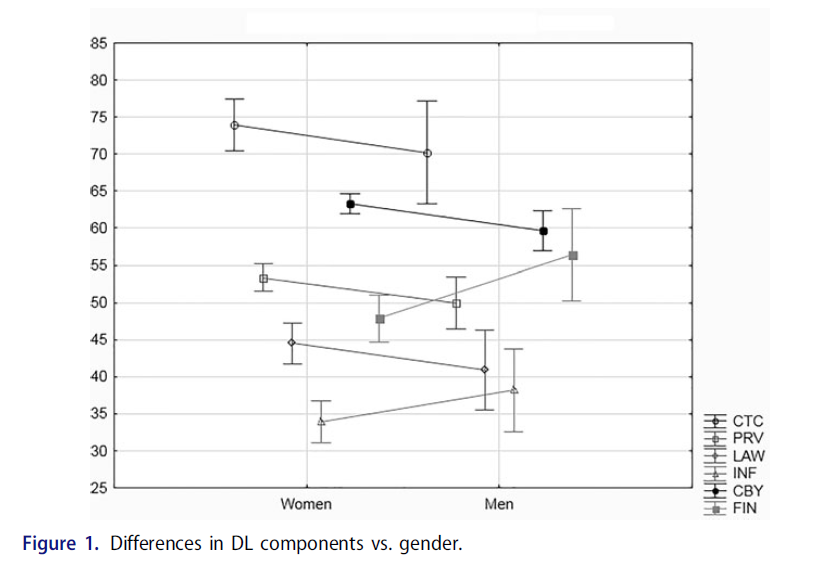 85
80
75
70
65
60
55
50
45
40
35
30
25
Women Men
CTC
PRV
LAW
INF
CBY
FIN
Figure 1. Differences in DL components vs. gender.